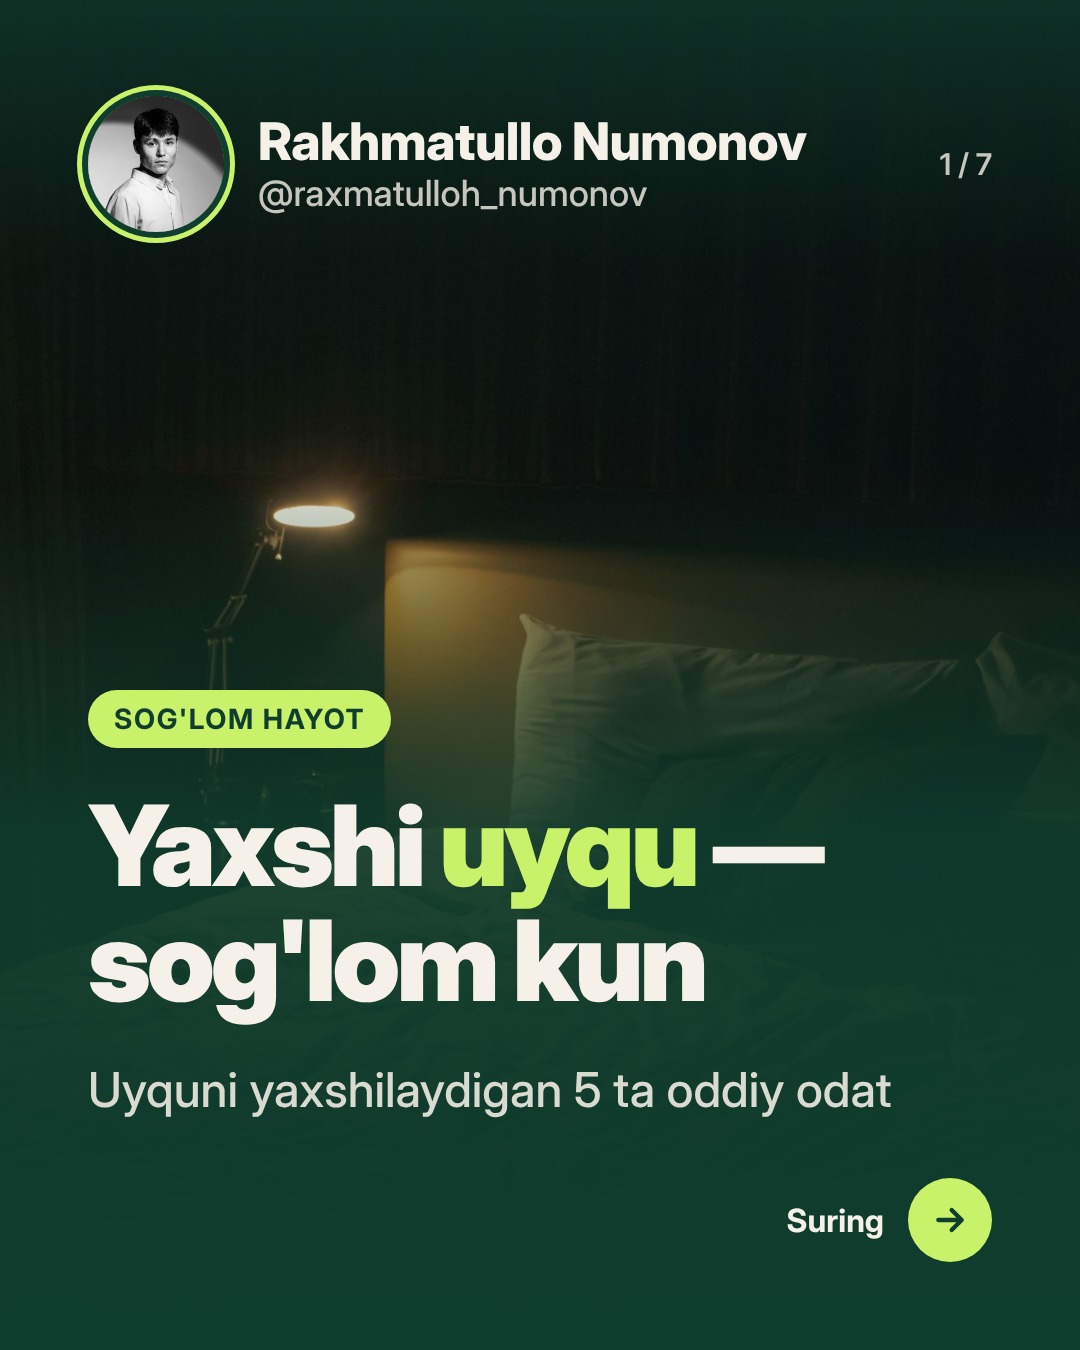 Rakhmatullo Numonov
@raxmatulloh_numonov
1 / 7
SOG'LOM HAYOT
Yaxshi uyqu —
sog'lom kun
Uyquni yaxshilaydigan 5 ta oddiy odat
Suring